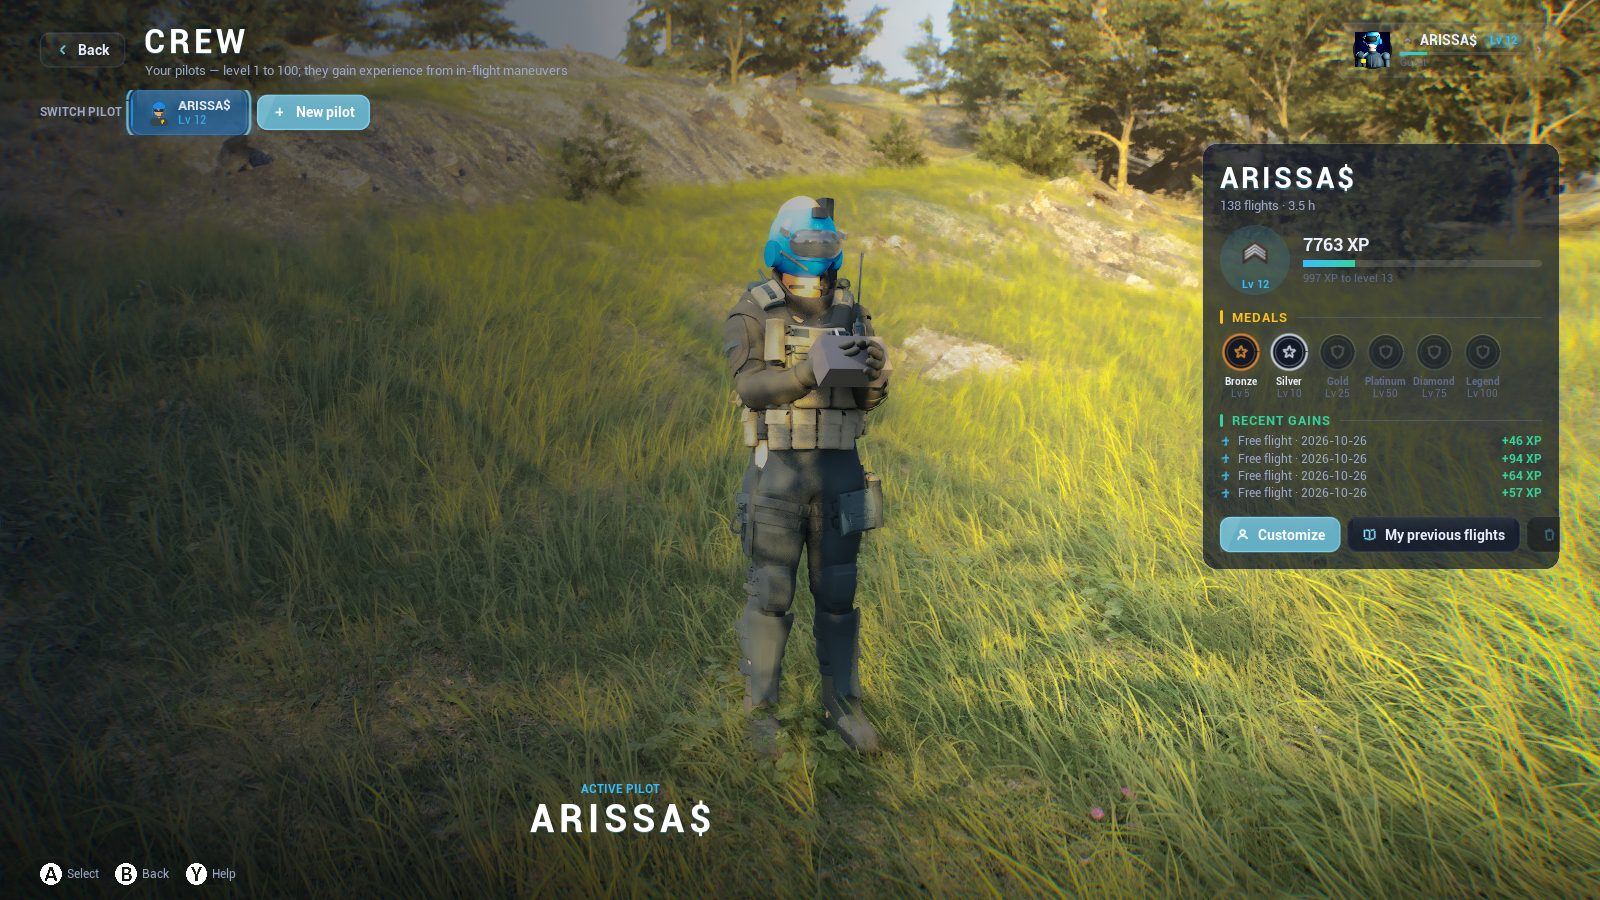 Back
CREW
Your pilots — level 1 to 100; they gain experience from in-flight maneuvers
SWITCH PILOT
ARISSA$
Lv 12
+ New pilot
ARISSA$ Lv 12
ARISSA$
138 flights · 3.5 h
Lv 12
7763 XP
997 XP to level 13
MEDALS
Bronze Silver Gold Platinum Diamond Legend
Lv 5 Lv 10 Lv 25 Lv 50 Lv 75 Lv 100
RECENT GAINS
Free flight · 2026-10-26 +46 XP
Free flight · 2026-10-26 +94 XP
Free flight · 2026-10-26 +64 XP
Free flight · 2026-10-26 +57 XP
Customize
My previous flights
ACTIVE PILOT
ARISSA$
A Select B Back Y Help